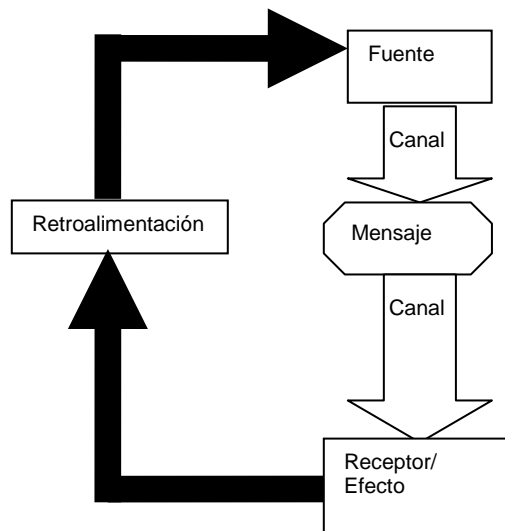 Fuente
Canal
Retroalimentación
Mensaje
Canal
Receptor/
Efecto